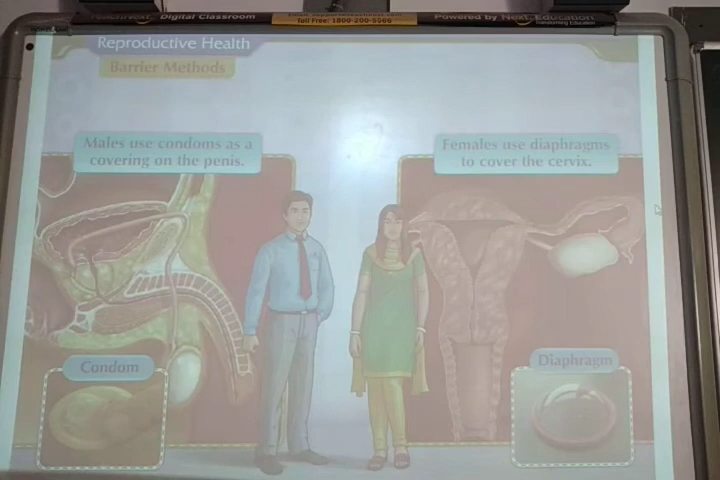 Digital Classroom
Toll Free: 1800-200-5566
Powered by Next Education
Reproductive Health
Barrier Methods
Males use condoms as a
covering on the penis.
Females use diaphragms
to cover the cervix.
Condom
Diaphragm